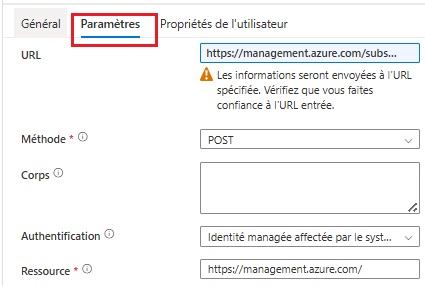 Général Paramètres Propriétés de l'utilisateur
URL https://management.azure.com/subs...
Les informations seront envoyées à l'URL
spécifiée. Vérifiez que vous faites
confiance à l'URL entrée.
Méthode * POST
Corps
Authentification Identité managée affectée par le syst...
Ressource * https://management.azure.com/